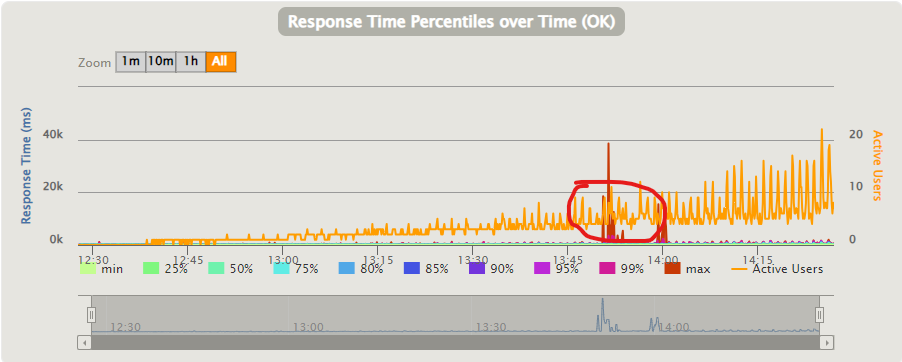 Response Time Percentiles over Time (OK)
Zoom 1m 10m 1h All
Response Time (ms)
40k
20k
0k
20
10
0
Active Users
12:30 12:45 13:00 13:15 13:30 13:45 14:00 14:15
min 25% 50% 75% 80% 85% 90% 95% 99% max Active Users
12:30 13:00 13:30 14:00